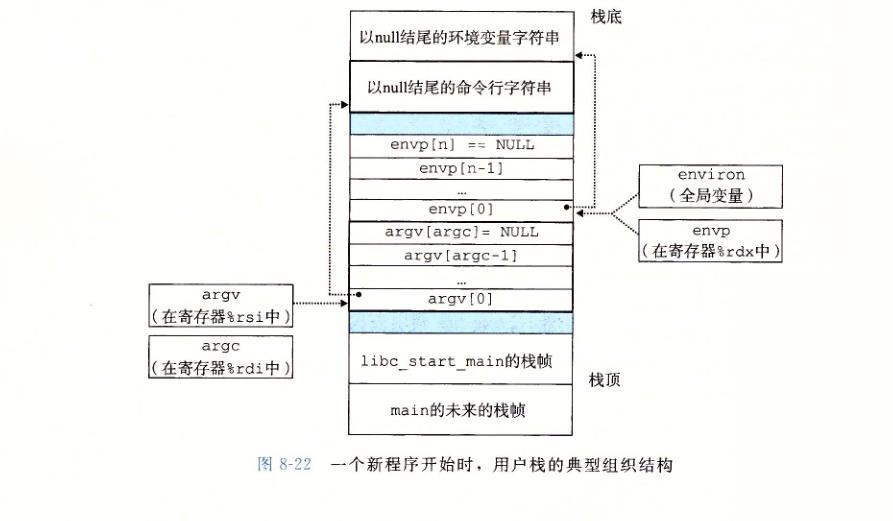 栈底
以null结尾的环境变量字符串
以null结尾的命令行字符串
envp[n] == NULL
envp[n-1]
…
envp[0]
argv[argc]= NULL
argv[argc-1]
…
argv[0]
environ
(全局变量)
envp
(在寄存器%rdx中)
argv
(在寄存器%rsi中)
argc
(在寄存器%rdi中)
libc_start_main的栈帧
栈顶
main的未来的栈帧
图 8-22 一个新程序开始时，用户栈的典型组织结构